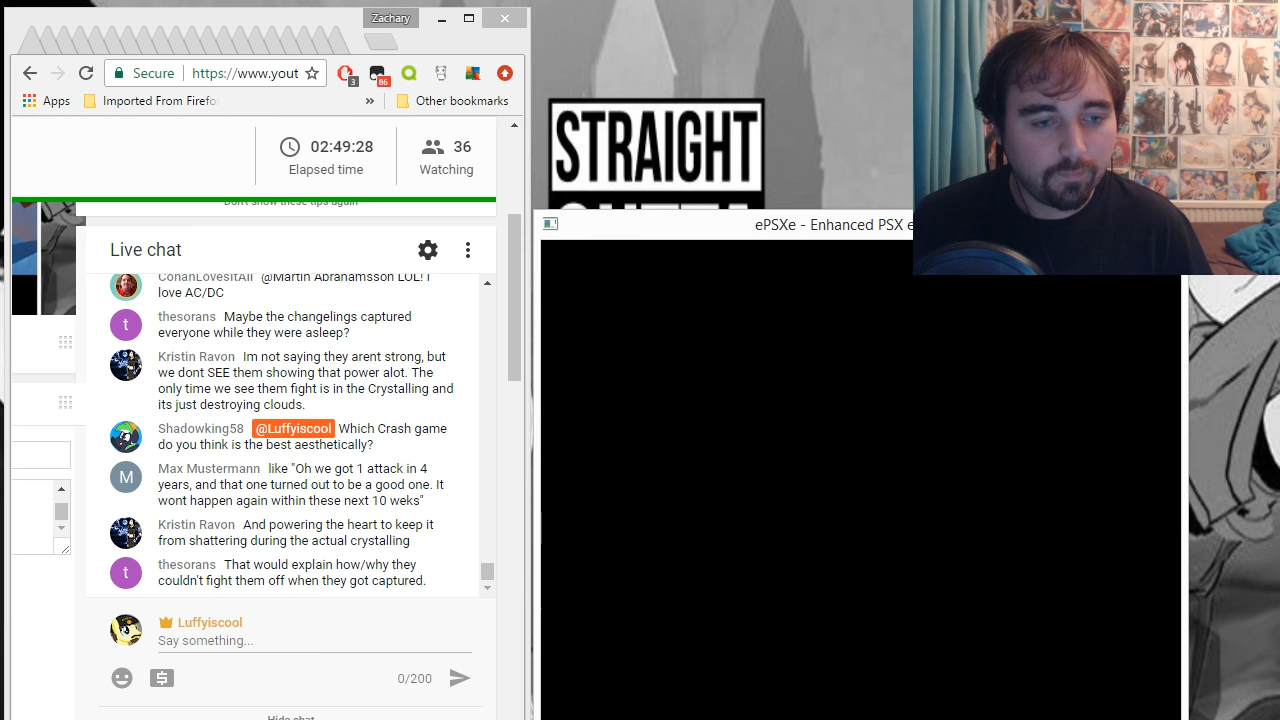 Zachary
Secure
https://www.yout
3
86
Apps
Imported From Firefo
»
Other bookmarks
02:49:28
Elapsed time
36
Watching
Don't show these tips again
Live chat
ConanLovesItAll @Martin Abrahamsson LOL! I
love AC/DC
t
thesorans Maybe the changelings captured
everyone while they were asleep?
Kristin Ravon Im not saying they arent strong, but
we dont SEE them showing that power alot. The
only time we see them fight is in the Crystalling and
its just destroying clouds.
Shadowking58 @Luffyiscool Which Crash game
do you think is the best aesthetically?
M
Max Mustermann like "Oh we got 1 attack in 4
years, and that one turned out to be a good one. It
wont happen again within these next 10 weks"
Kristin Ravon And powering the heart to keep it
from shattering during the actual crystalling
t
thesorans That would explain how/why they
couldn't fight them off when they got captured.
Luffyiscool
Say something...
0/200
Hide chat
STRAIGHT
OUTTA
ePSXe - Enhanced PSX e